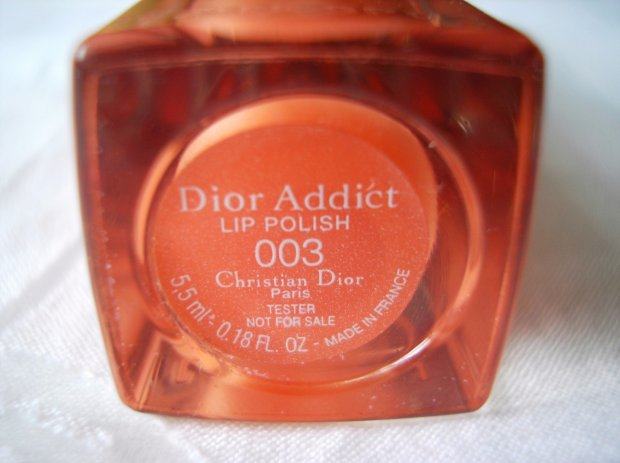 Dior Addict
LIP POLISH
003
Christian Dior
Paris
TESTER
NOT FOR SALE
5,5 ml℮ - 0.18 FL. OZ - MADE IN FRANCE